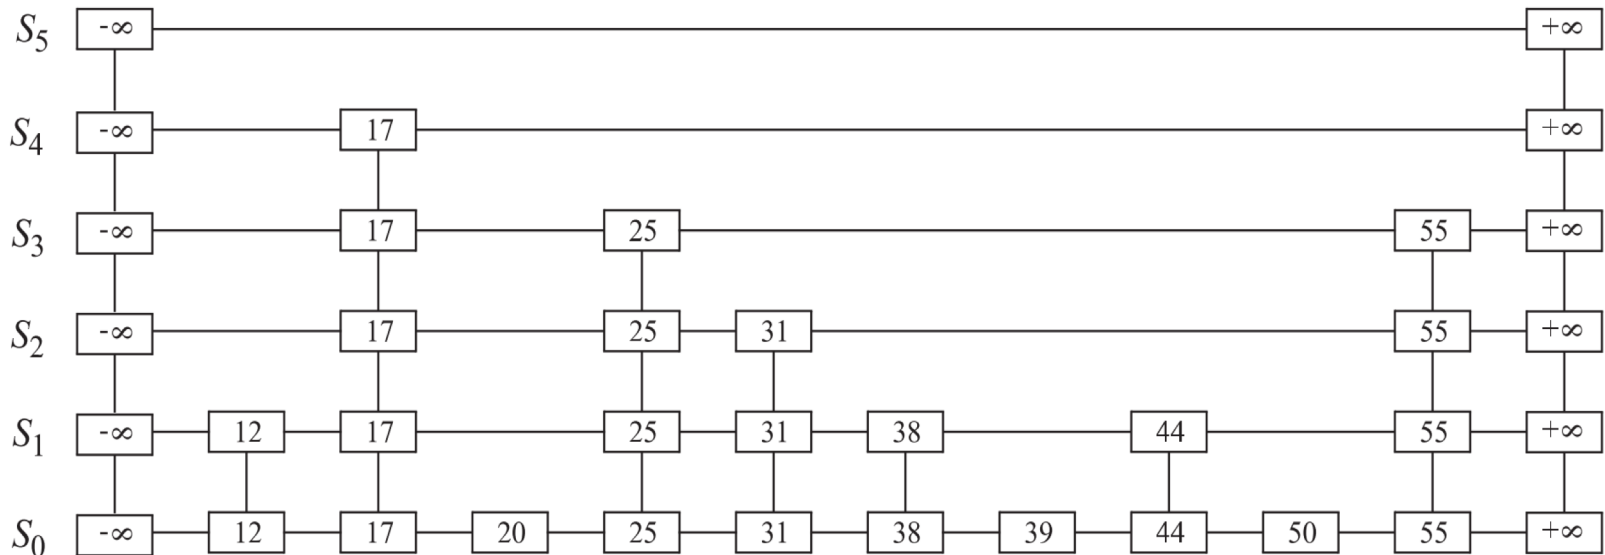 S5 -∞ +∞
S4 -∞ 17 +∞
S3 -∞ 17 25 55 +∞
S2 -∞ 17 25 31 55 +∞
S1 -∞ 12 17 25 31 38 44 55 +∞
S0 -∞ 12 17 20 25 31 38 39 44 50 55 +∞